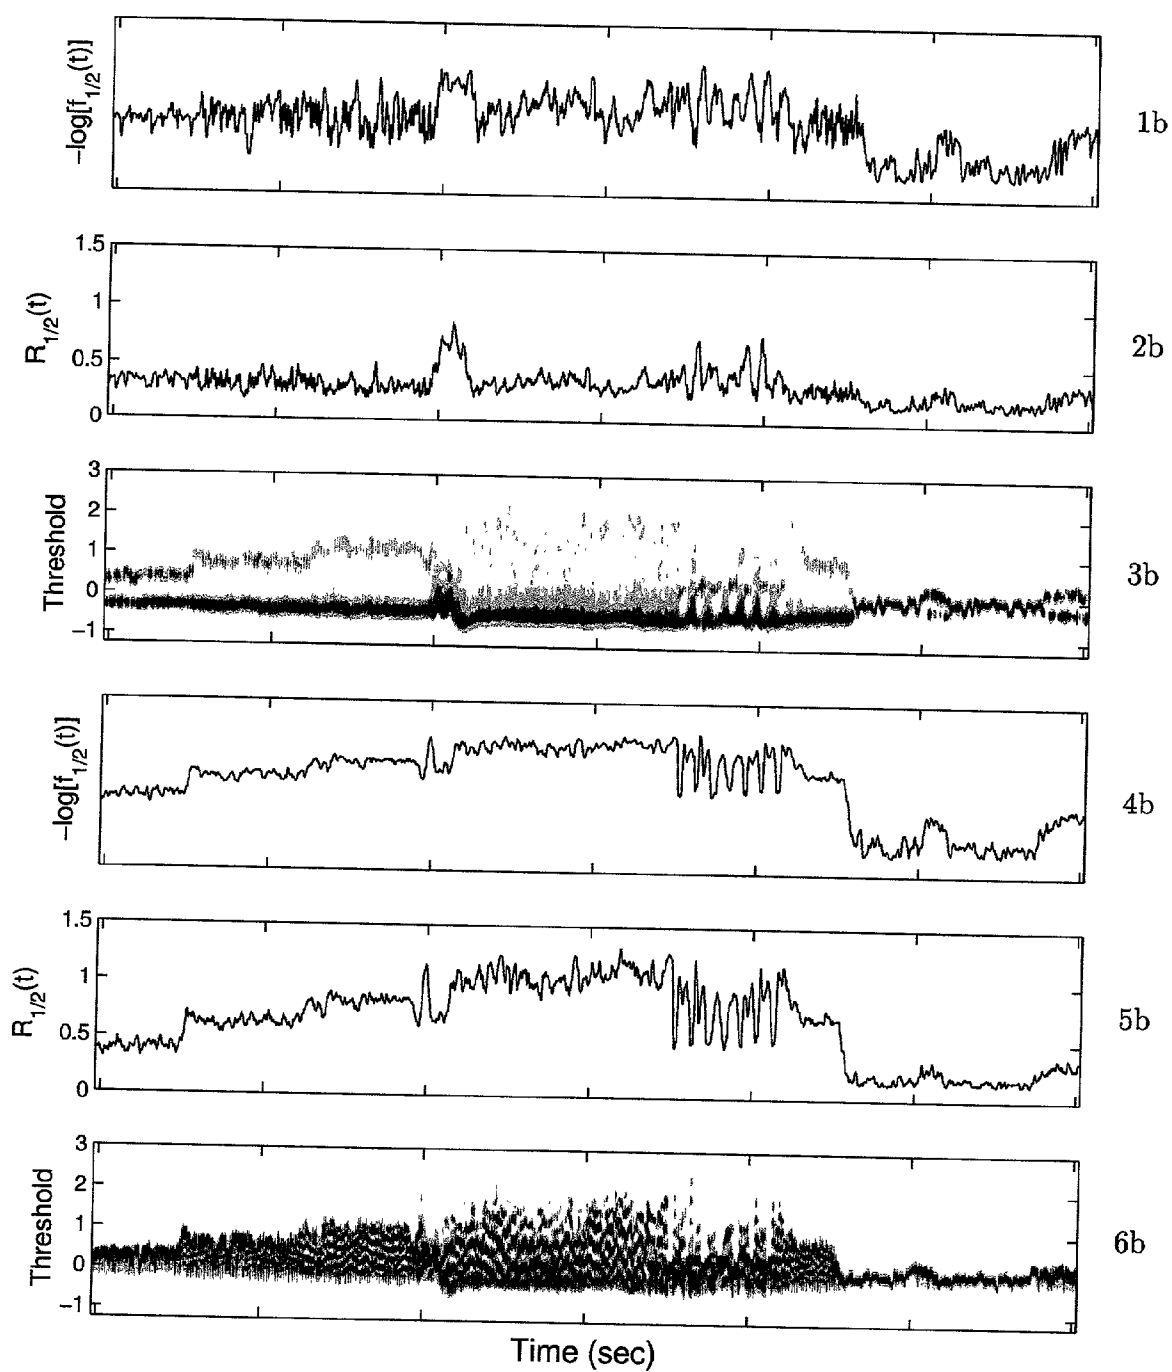 –log[f1/2(t)]
1b
1.5
1
0.5
0
R1/2(t)
2b
3
2
1
0
–1
Threshold
3b
–log[f1/2(t)]
4b
1.5
1
0.5
0
R1/2(t)
5b
3
2
1
0
–1
Threshold
6b
Time (sec)